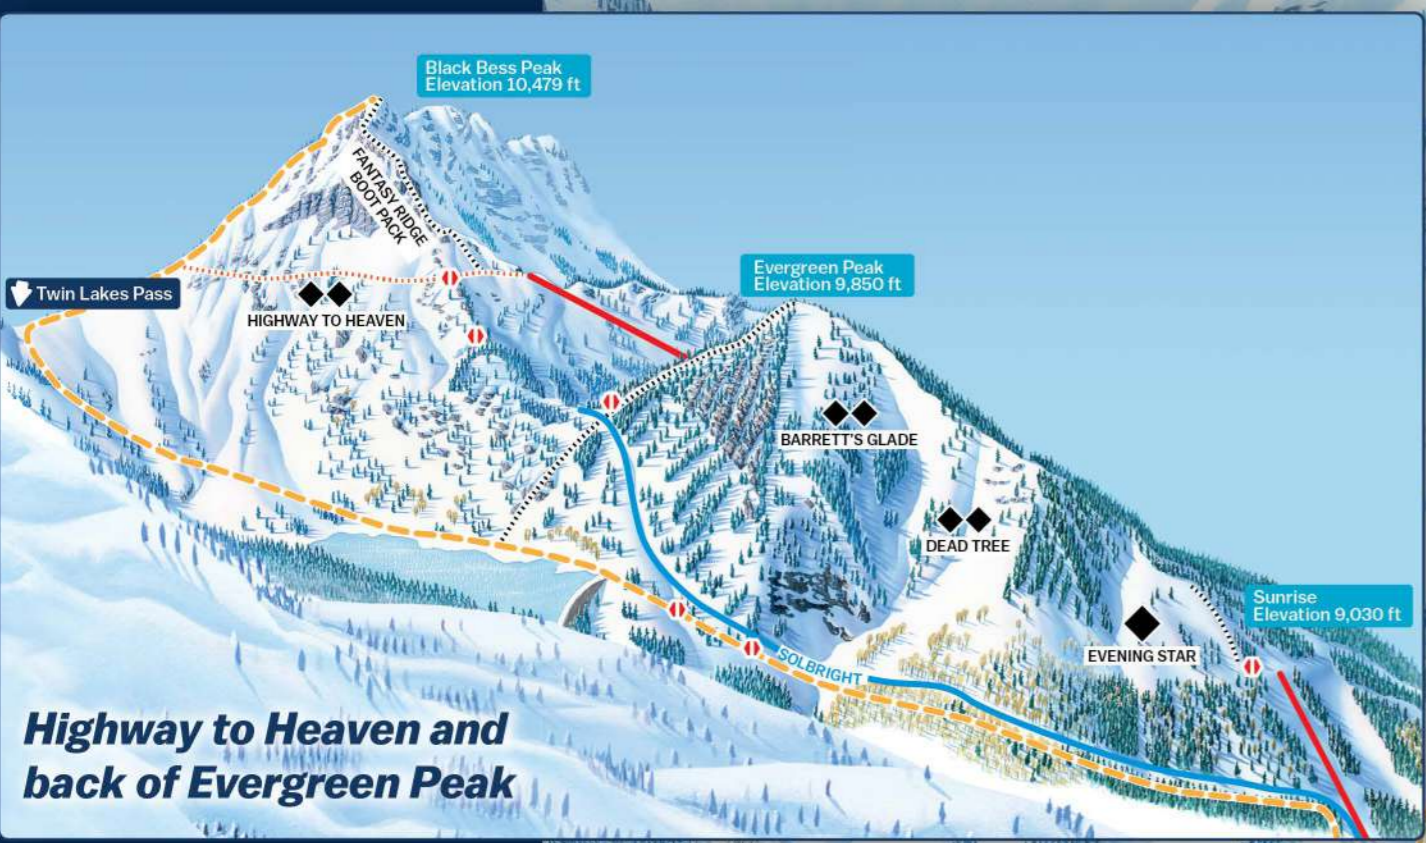 Black Bess Peak
Elevation 10,479 ft
FANTASY RIDGE
BOOT PACK
Twin Lakes Pass
HIGHWAY TO HEAVEN
Evergreen Peak
Elevation 9,850 ft
BARRETT'S GLADE
DEAD TREE
Sunrise
Elevation 9,030 ft
EVENING STAR
SOLBRIGHT
Highway to Heaven and
back of Evergreen Peak